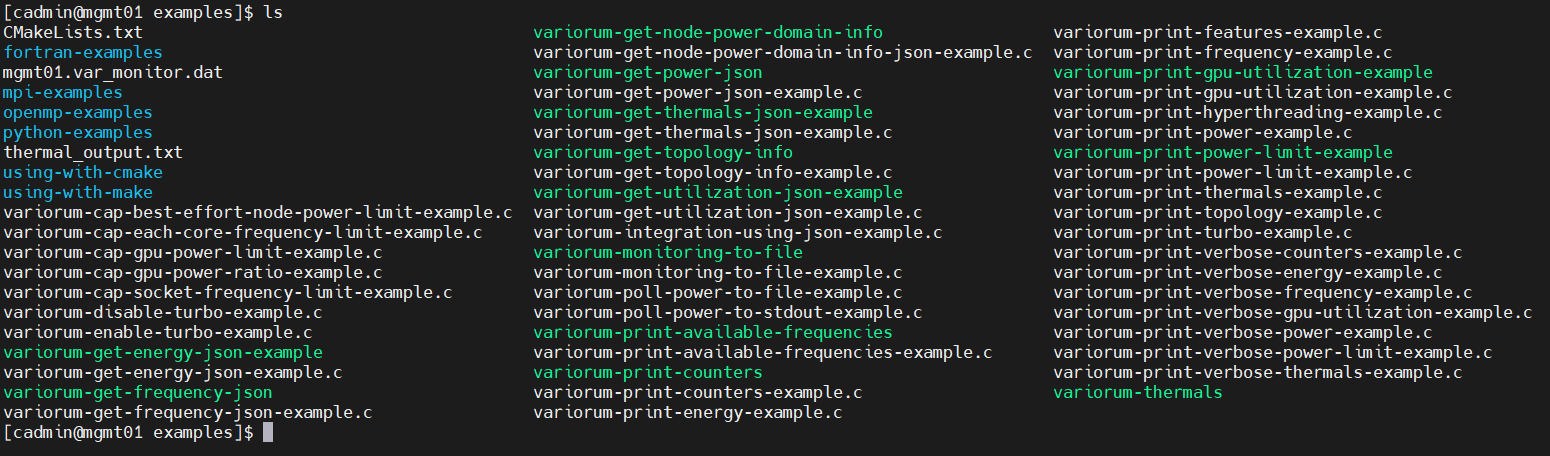 [cadmin@mgmt01 examples]$ ls
CMakeLists.txt variorum-get-node-power-domain-info variorum-print-features-example.c
fortran-examples variorum-get-node-power-domain-info-json-example.c variorum-print-frequency-example.c
mgmt01.var_monitor.dat variorum-get-power-json variorum-print-gpu-utilization-example
mpi-examples variorum-get-power-json-example.c variorum-print-gpu-utilization-example.c
openmp-examples variorum-get-thermals-json-example variorum-print-hyperthreading-example.c
python-examples variorum-get-thermals-json-example.c variorum-print-power-example.c
thermal_output.txt variorum-get-topology-info variorum-print-power-limit-example
using-with-cmake variorum-get-topology-info-example.c variorum-print-power-limit-example.c
using-with-make variorum-get-utilization-json-example variorum-print-thermals-example.c
variorum-cap-best-effort-node-power-limit-example.c variorum-get-utilization-json-example.c variorum-print-topology-example.c
variorum-cap-each-core-frequency-limit-example.c variorum-integration-using-json-example.c variorum-print-turbo-example.c
variorum-cap-gpu-power-limit-example.c variorum-monitoring-to-file variorum-print-verbose-counters-example.c
variorum-cap-gpu-power-ratio-example.c variorum-monitoring-to-file-example.c variorum-print-verbose-energy-example.c
variorum-cap-socket-frequency-limit-example.c variorum-poll-power-to-file-example.c variorum-print-verbose-frequency-example.c
variorum-disable-turbo-example.c variorum-poll-power-to-stdout-example.c variorum-print-verbose-gpu-utilization-example.c
variorum-enable-turbo-example.c variorum-print-available-frequencies variorum-print-verbose-power-example.c
variorum-get-energy-json-example variorum-print-available-frequencies-example.c variorum-print-verbose-power-limit-example.c
variorum-get-energy-json-example.c variorum-print-counters variorum-print-verbose-thermals-example.c
variorum-get-frequency-json variorum-print-counters-example.c variorum-thermals
variorum-get-frequency-json-example.c variorum-print-energy-example.c
[cadmin@mgmt01 examples]$